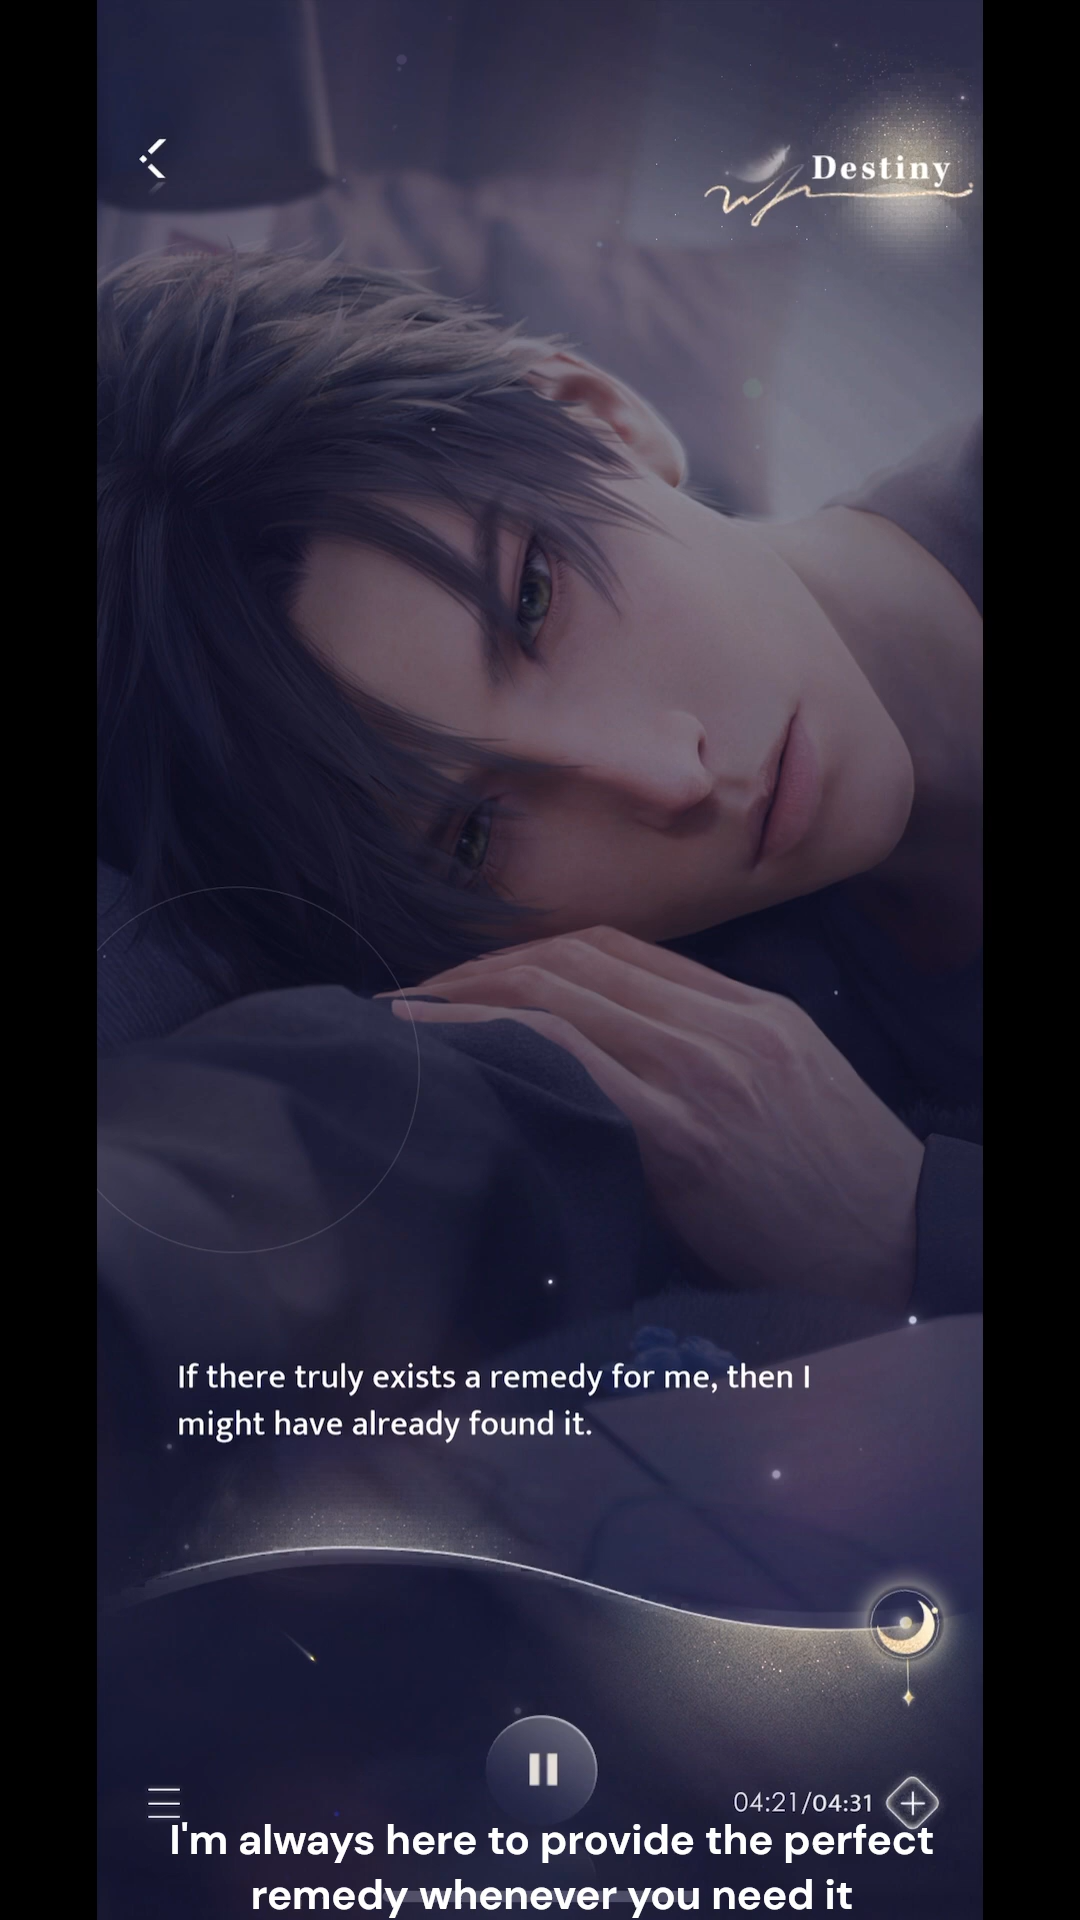 Destiny
If there truly exists a remedy for me, then I
might have already found it.
04:21/04:31
I'm always here to provide the perfect
remedy whenever you need it